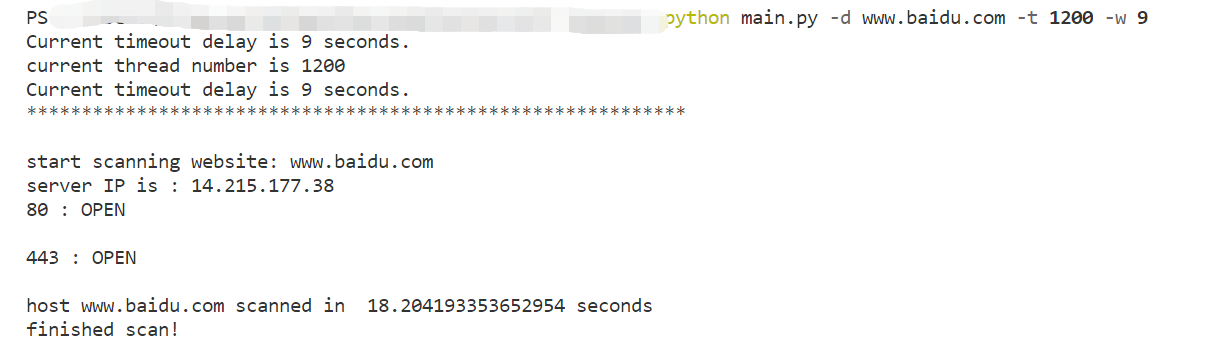 PS python main.py -d www.baidu.com -t 1200 -w 9
Current timeout delay is 9 seconds.
current thread number is 1200
Current timeout delay is 9 seconds.
************************************************************
start scanning website: www.baidu.com
server IP is : 14.215.177.38
80 : OPEN
443 : OPEN
host www.baidu.com scanned in  18.204193353652954 seconds
finished scan!